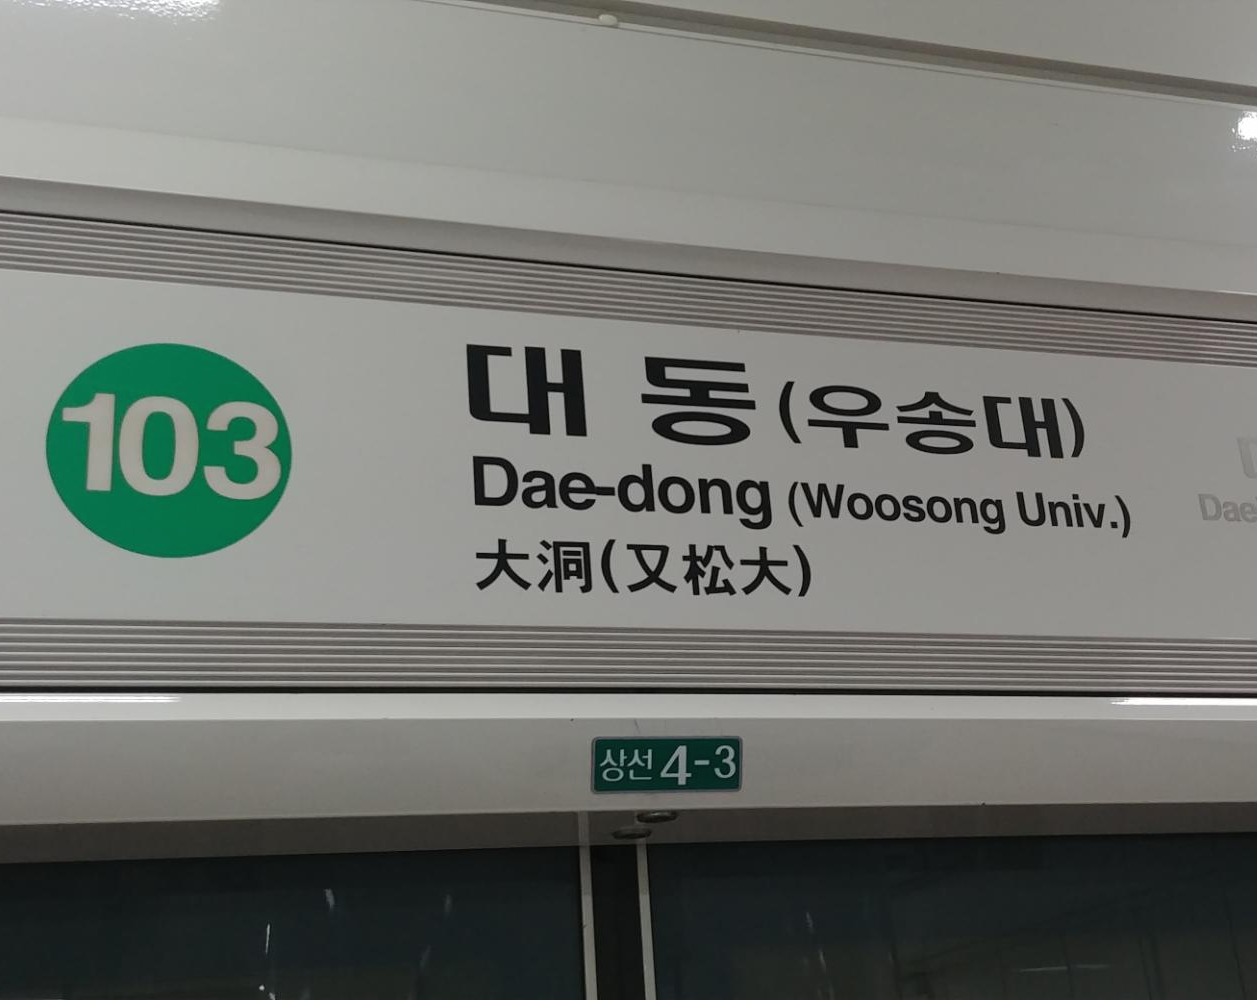 103
대동(우송대)
Dae-dong (Woosong Univ.)
大洞(又松大)
Dae
상선 4-3